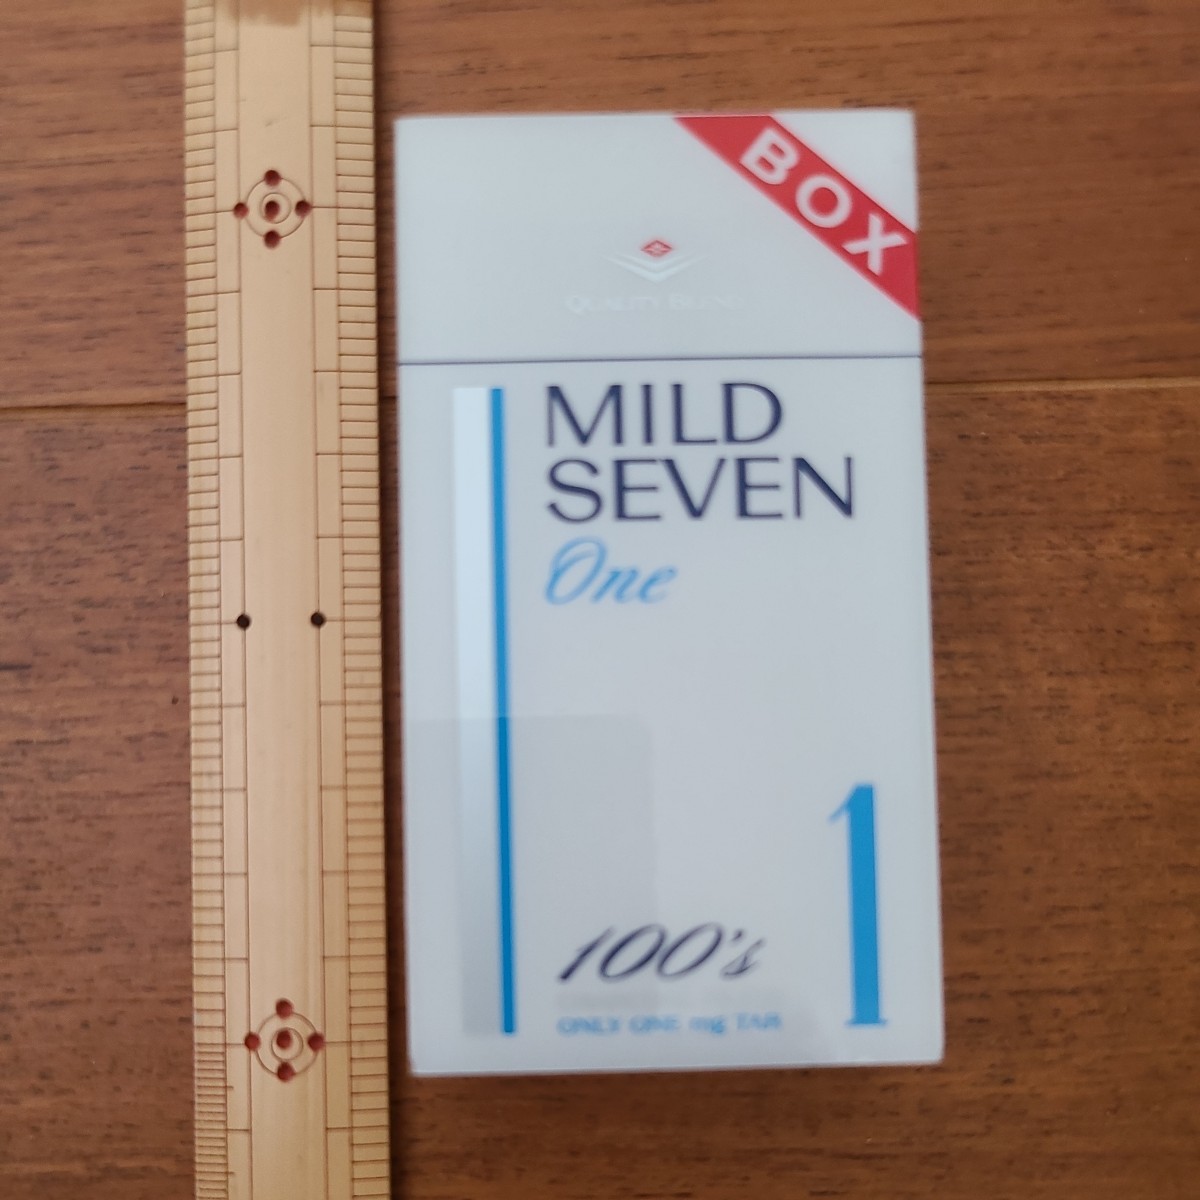 BOX
QUALITY BLEND
MILD
SEVEN
One
1
100's
ONLY ONE mg TAR